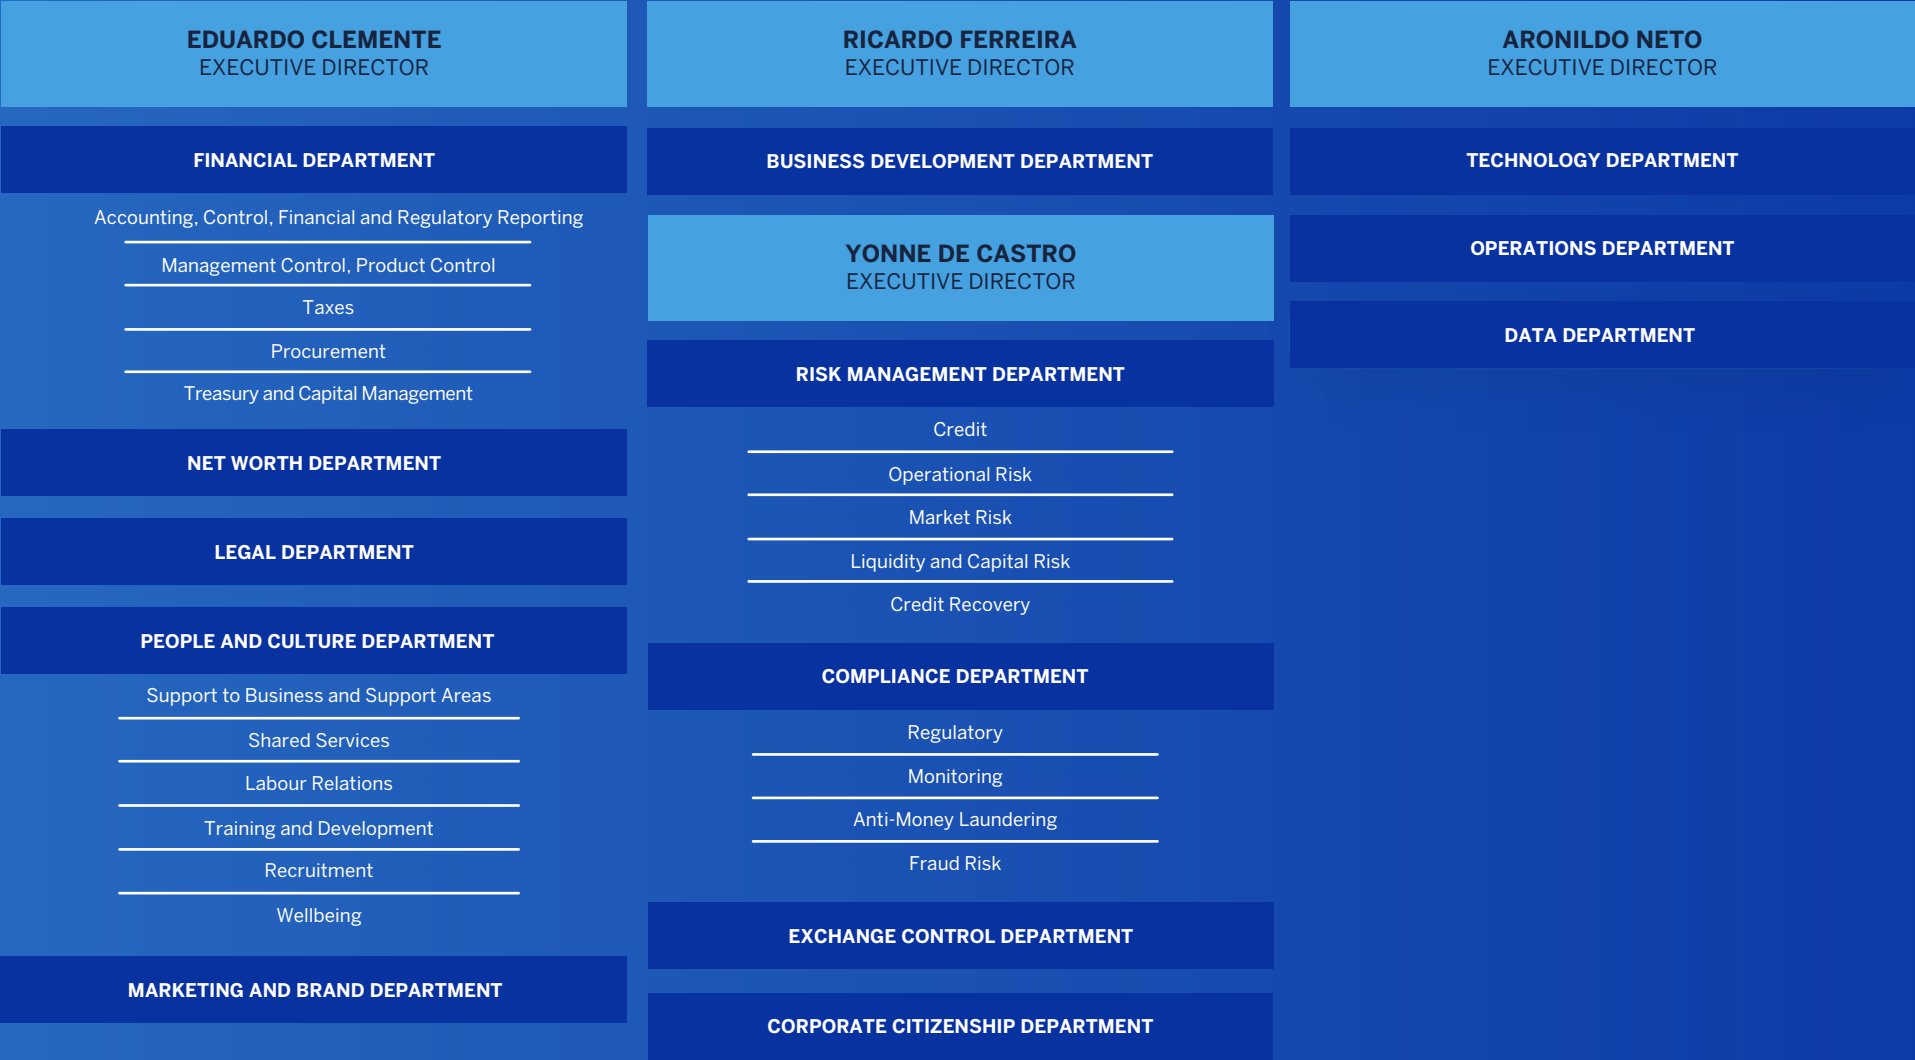 EDUARDO CLEMENTE
EXECUTIVE DIRECTOR
FINANCIAL DEPARTMENT
Accounting, Control, Financial and Regulatory Reporting
Management Control, Product Control
Taxes
Procurement
Treasury and Capital Management
NET WORTH DEPARTMENT
LEGAL DEPARTMENT
PEOPLE AND CULTURE DEPARTMENT
Support to Business and Support Areas
Shared Services
Labour Relations
Training and Development
Recruitment
Wellbeing
MARKETING AND BRAND DEPARTMENT
RICARDO FERREIRA
EXECUTIVE DIRECTOR
BUSINESS DEVELOPMENT DEPARTMENT
YONNE DE CASTRO
EXECUTIVE DIRECTOR
RISK MANAGEMENT DEPARTMENT
Credit
Operational Risk
Market Risk
Liquidity and Capital Risk
Credit Recovery
COMPLIANCE DEPARTMENT
Regulatory
Monitoring
Anti-Money Laundering
Fraud Risk
EXCHANGE CONTROL DEPARTMENT
CORPORATE CITIZENSHIP DEPARTMENT
ARONILDO NETO
EXECUTIVE DIRECTOR
TECHNOLOGY DEPARTMENT
OPERATIONS DEPARTMENT
DATA DEPARTMENT